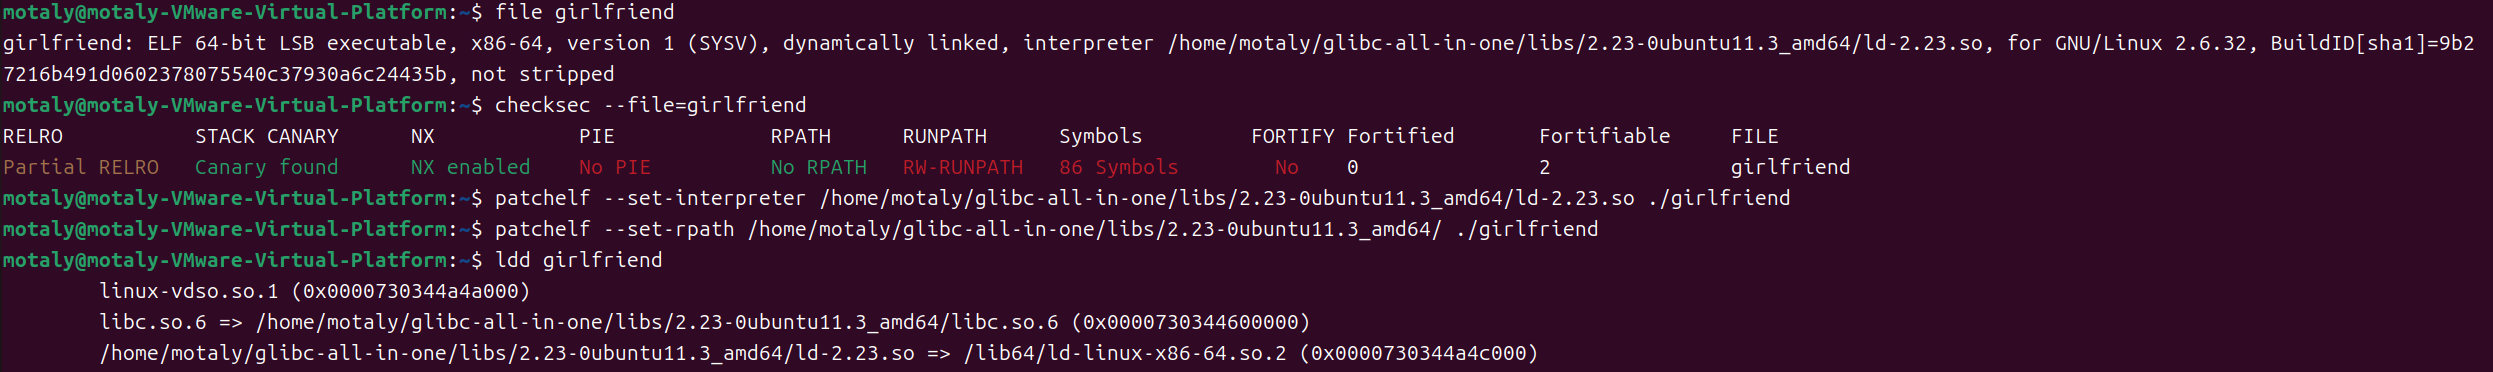 motaly@motaly-VMware-Virtual-Platform:~$ file girlfriend
girlfriend: ELF 64-bit LSB executable, x86-64, version 1 (SYSV), dynamically linked, interpreter /home/motaly/glibc-all-in-one/libs/2.23-0ubuntu11.3_amd64/ld-2.23.so, for GNU/Linux 2.6.32, BuildID[sha1]=9b2
7216b491d0602378075540c37930a6c24435b, not stripped
motaly@motaly-VMware-Virtual-Platform:~$ checksec --file=girlfriend
RELRO           STACK CANARY      NX            PIE             RPATH      RUNPATH      Symbols         FORTIFY Fortified       Fortifiable     FILE
Partial RELRO   Canary found      NX enabled    No PIE          No RPATH   RW-RUNPATH   86 Symbols        No    0               2               girlfriend
motaly@motaly-VMware-Virtual-Platform:~$ patchelf --set-interpreter /home/motaly/glibc-all-in-one/libs/2.23-0ubuntu11.3_amd64/ld-2.23.so ./girlfriend
motaly@motaly-VMware-Virtual-Platform:~$ patchelf --set-rpath /home/motaly/glibc-all-in-one/libs/2.23-0ubuntu11.3_amd64/ ./girlfriend
motaly@motaly-VMware-Virtual-Platform:~$ ldd girlfriend
        linux-vdso.so.1 (0x0000730344a4a000)
        libc.so.6 => /home/motaly/glibc-all-in-one/libs/2.23-0ubuntu11.3_amd64/libc.so.6 (0x0000730344600000)
        /home/motaly/glibc-all-in-one/libs/2.23-0ubuntu11.3_amd64/ld-2.23.so => /lib64/ld-linux-x86-64.so.2 (0x0000730344a4c000)